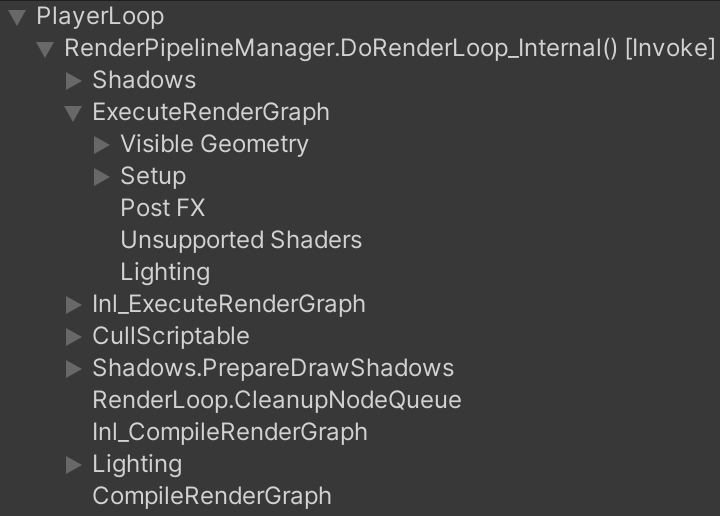 PlayerLoop
RenderPipelineManager.DoRenderLoop_Internal() [Invoke]
Shadows
ExecuteRenderGraph
Visible Geometry
Setup
Post FX
Unsupported Shaders
Lighting
Inl_ExecuteRenderGraph
CullScriptable
Shadows.PrepareDrawShadows
RenderLoop.CleanupNodeQueue
Inl_CompileRenderGraph
Lighting
CompileRenderGraph